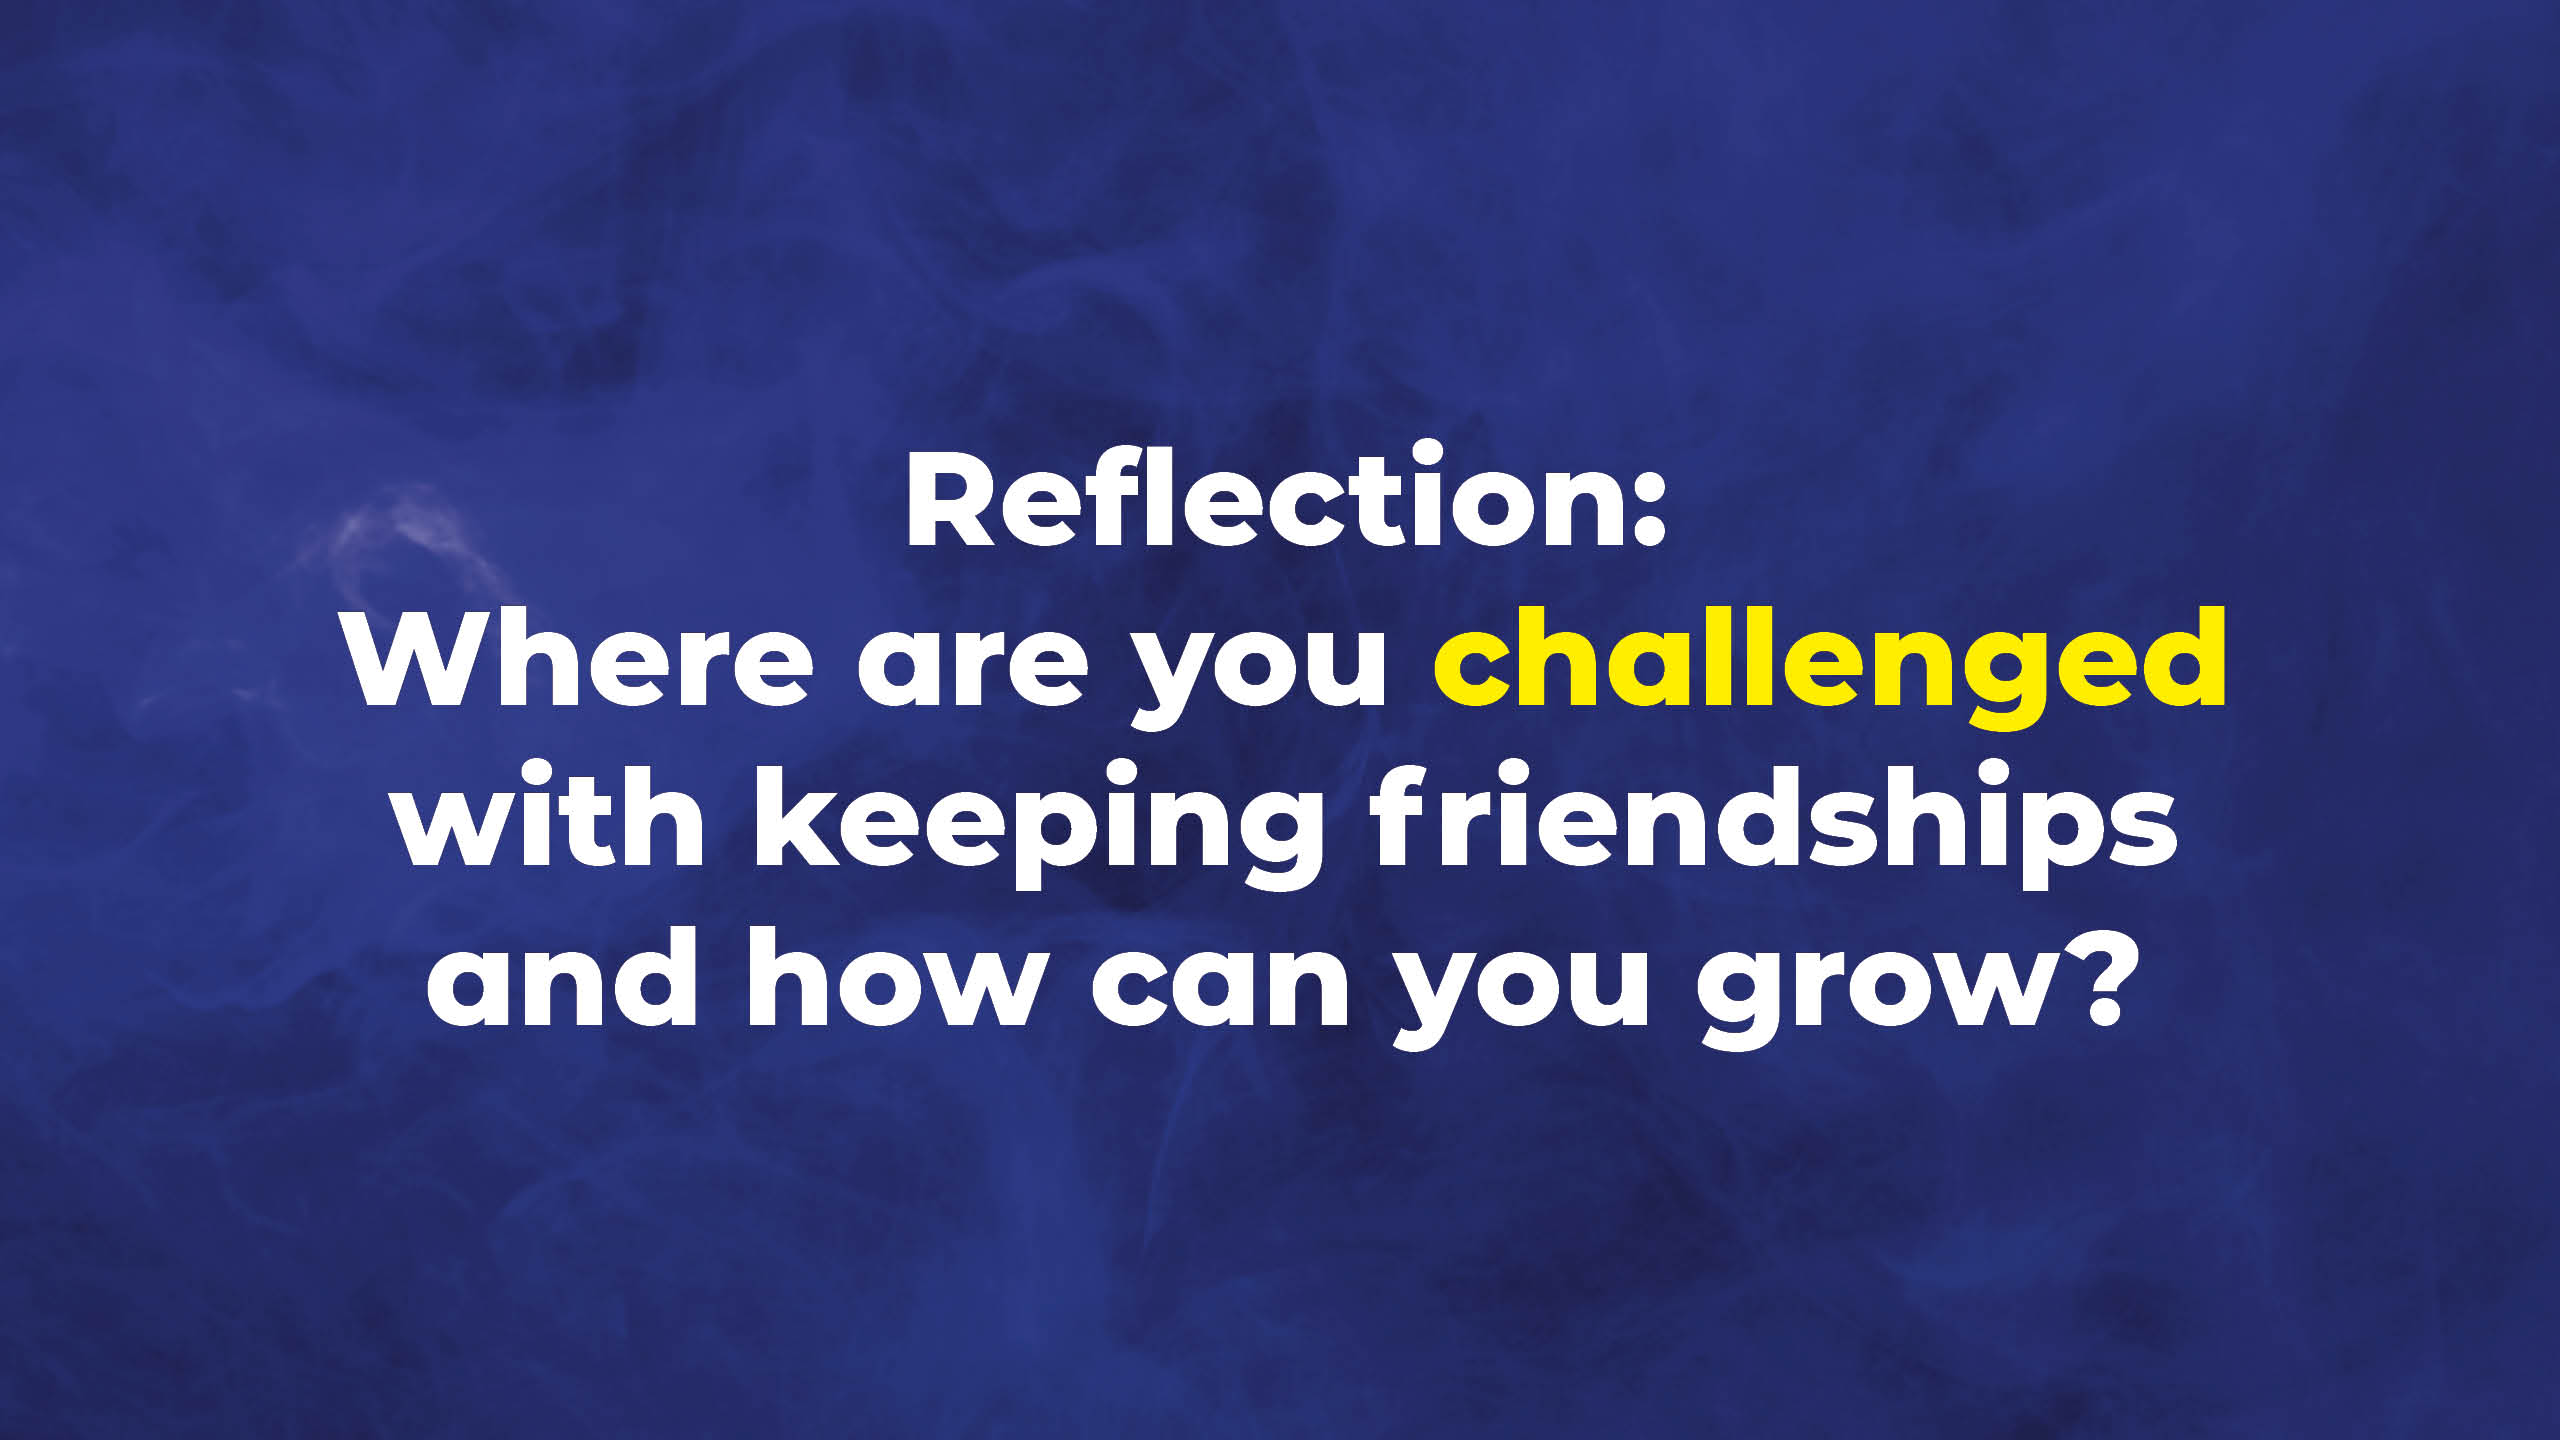 Reflection:
Where are you challenged
with keeping friendships
and how can you grow?